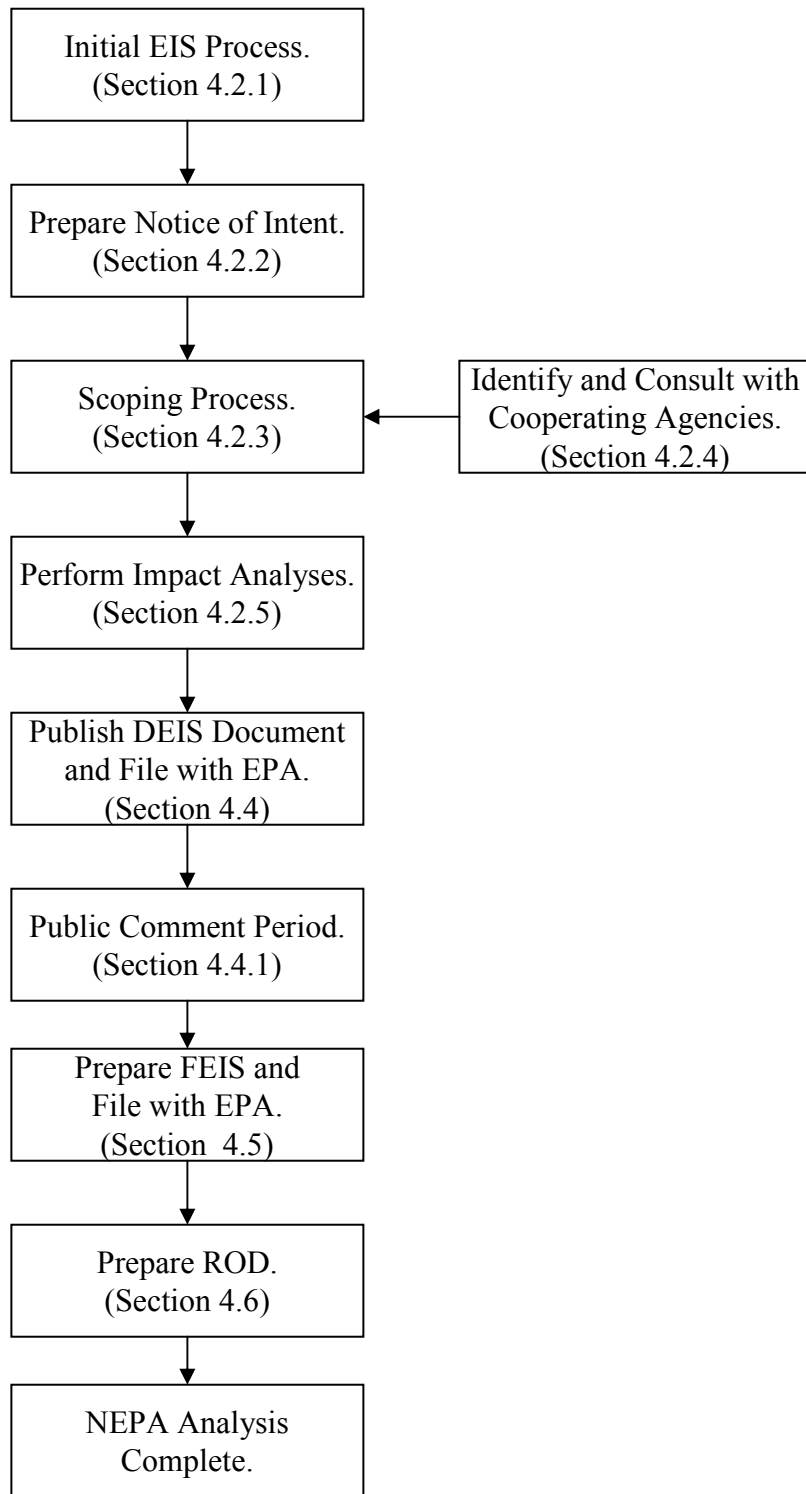 Initial EIS Process.
(Section 4.2.1)
Prepare Notice of Intent.
(Section 4.2.2)
Scoping Process.
(Section 4.2.3)
Identify and Consult with
Cooperating Agencies.
(Section 4.2.4)
Perform Impact Analyses.
(Section 4.2.5)
Publish DEIS Document
and File with EPA.
(Section 4.4)
Public Comment Period.
(Section 4.4.1)
Prepare FEIS and
File with EPA.
(Section 4.5)
Prepare ROD.
(Section 4.6)
NEPA Analysis
Complete.